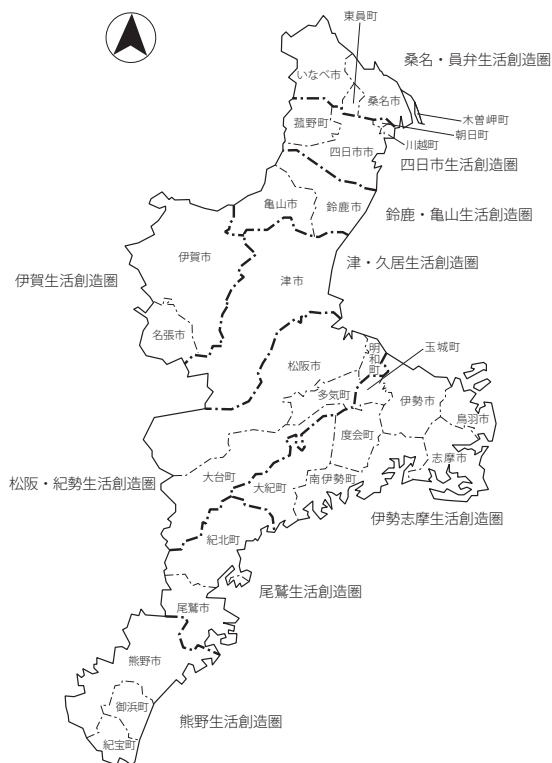 東員町
桑名・員弁生活創造圏
いなべ市
桑名市
木曽岬町
菰野町
朝日町
川越町
四日市市
四日市生活創造圏
亀山市
鈴鹿市
鈴鹿・亀山生活創造圏
伊賀市
津・久居生活創造圏
伊賀生活創造圏
津市
名張市
明和町
玉城町
松阪市
多気町
伊勢市
鳥羽市
度会町
志摩市
大台町
大紀町
南伊勢町
松阪・紀勢生活創造圏
伊勢志摩生活創造圏
紀北町
尾鷲生活創造圏
尾鷲市
熊野市
御浜町
熊野生活創造圏
紀宝町